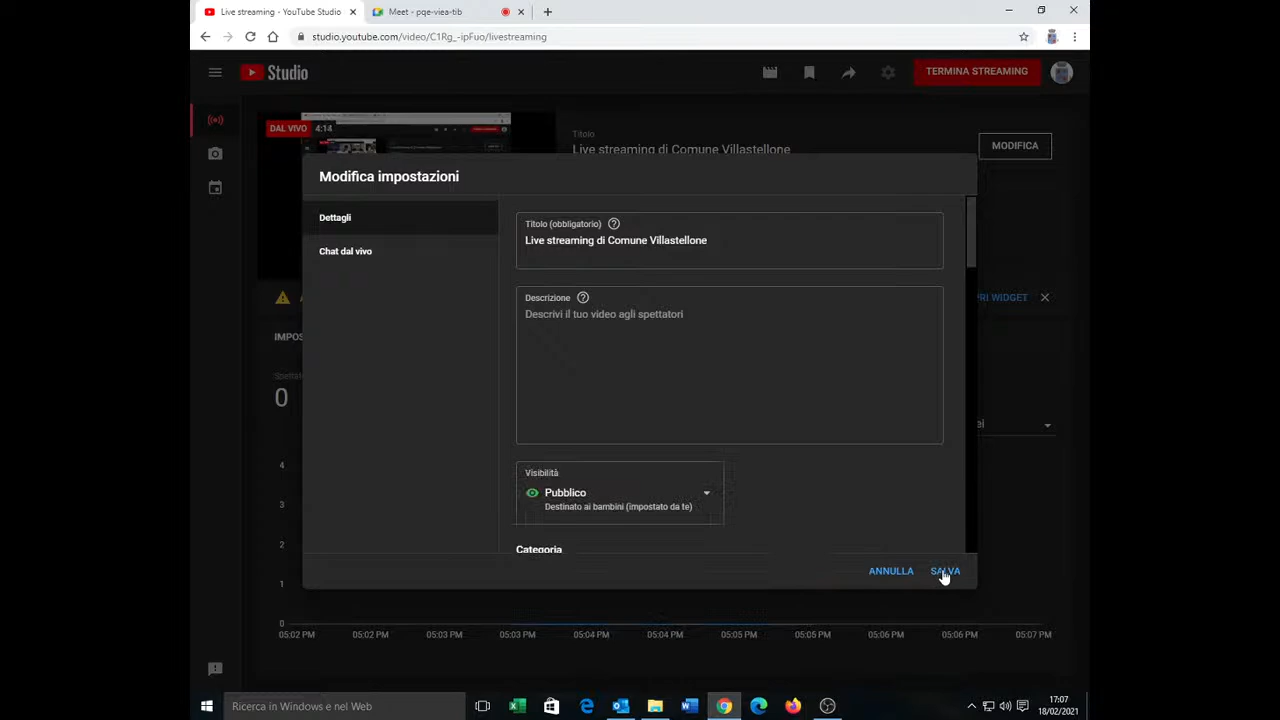 Live streaming - YouTube Studio
Meet - pqe-viea-tib
studio.youtube.com/video/C1Rg_-ipFuo/livestreaming
Studio
TERMINA STREAMING
DAL VIVO 4:14
Titolo
Live streaming di Comune Villastellone
MODIFICA
Modifica impostazioni
Dettagli
Chat dal vivo
Titolo (obbligatorio)
Live streaming di Comune Villastellone
Descrizione
Descrivi il tuo video agli spettatori
PRI WIDGET
IMPOS
Spettat
0
ei
Visibilità
Pubblico
Destinato ai bambini (impostato da te)
Categoria
ANNULLA SALVA
4
3
2
1
0
05:02 PM 05:02 PM 05:03 PM 05:03 PM 05:04 PM 05:04 PM 05:05 PM 05:05 PM 05:06 PM 05:06 PM 05:07 PM
Ricerca in Windows e nel Web
17:07
18/02/2021